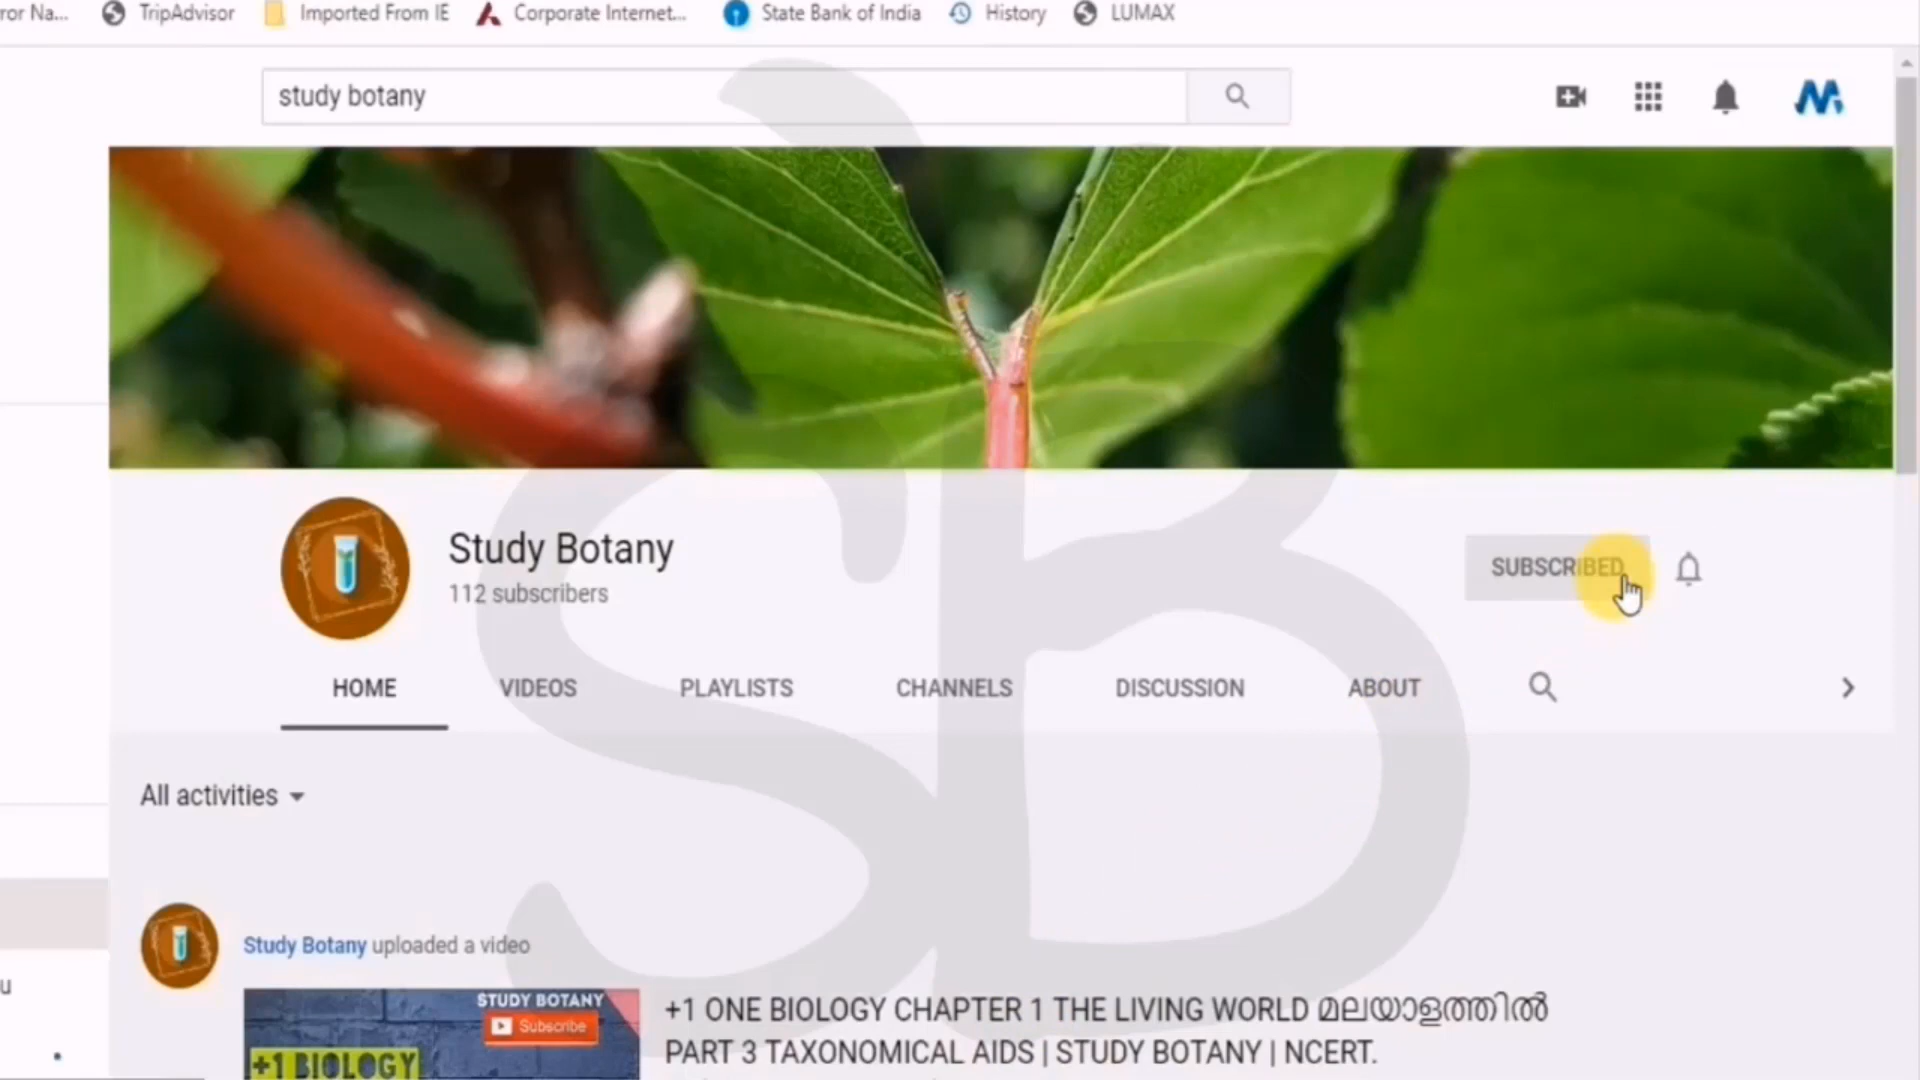 ror Na...
TripAdvisor
Imported From IE
Corporate Internet...
State Bank of India
History
LUMAX
study botany
Study Botany
112 subscribers
SUBSCRIBED
HOME
VIDEOS
PLAYLISTS
CHANNELS
DISCUSSION
ABOUT
All activities
Study Botany uploaded a video
u
STUDY BOTANY
Subscribe
+1 BIOLOGY
+1 ONE BIOLOGY CHAPTER 1 THE LIVING WORLD മലയാളത്തിൽ
PART 3 TAXONOMICAL AIDS | STUDY BOTANY | NCERT.
SB